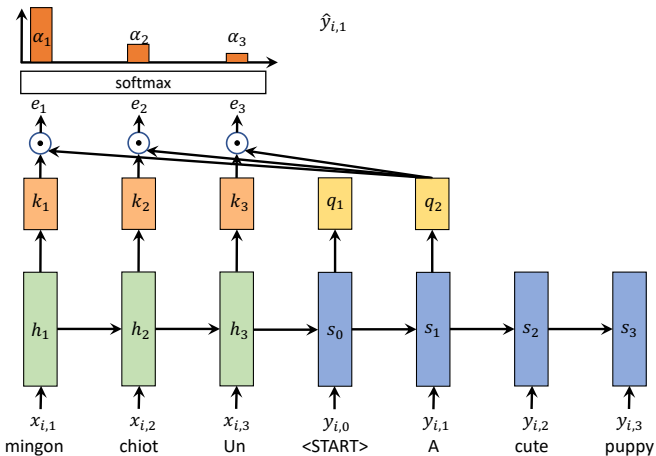 α₁ α₂ α₃ ŷᵢ,₁
softmax
e₁ e₂ e₃
k₁ k₂ k₃ q₁ q₂
h₁ h₂ h₃ s₀ s₁ s₂ s₃
xᵢ,₁ xᵢ,₂ xᵢ,₃ yᵢ,₀ yᵢ,₁ yᵢ,₂ yᵢ,₃
mingon chiot Un <START> A cute puppy